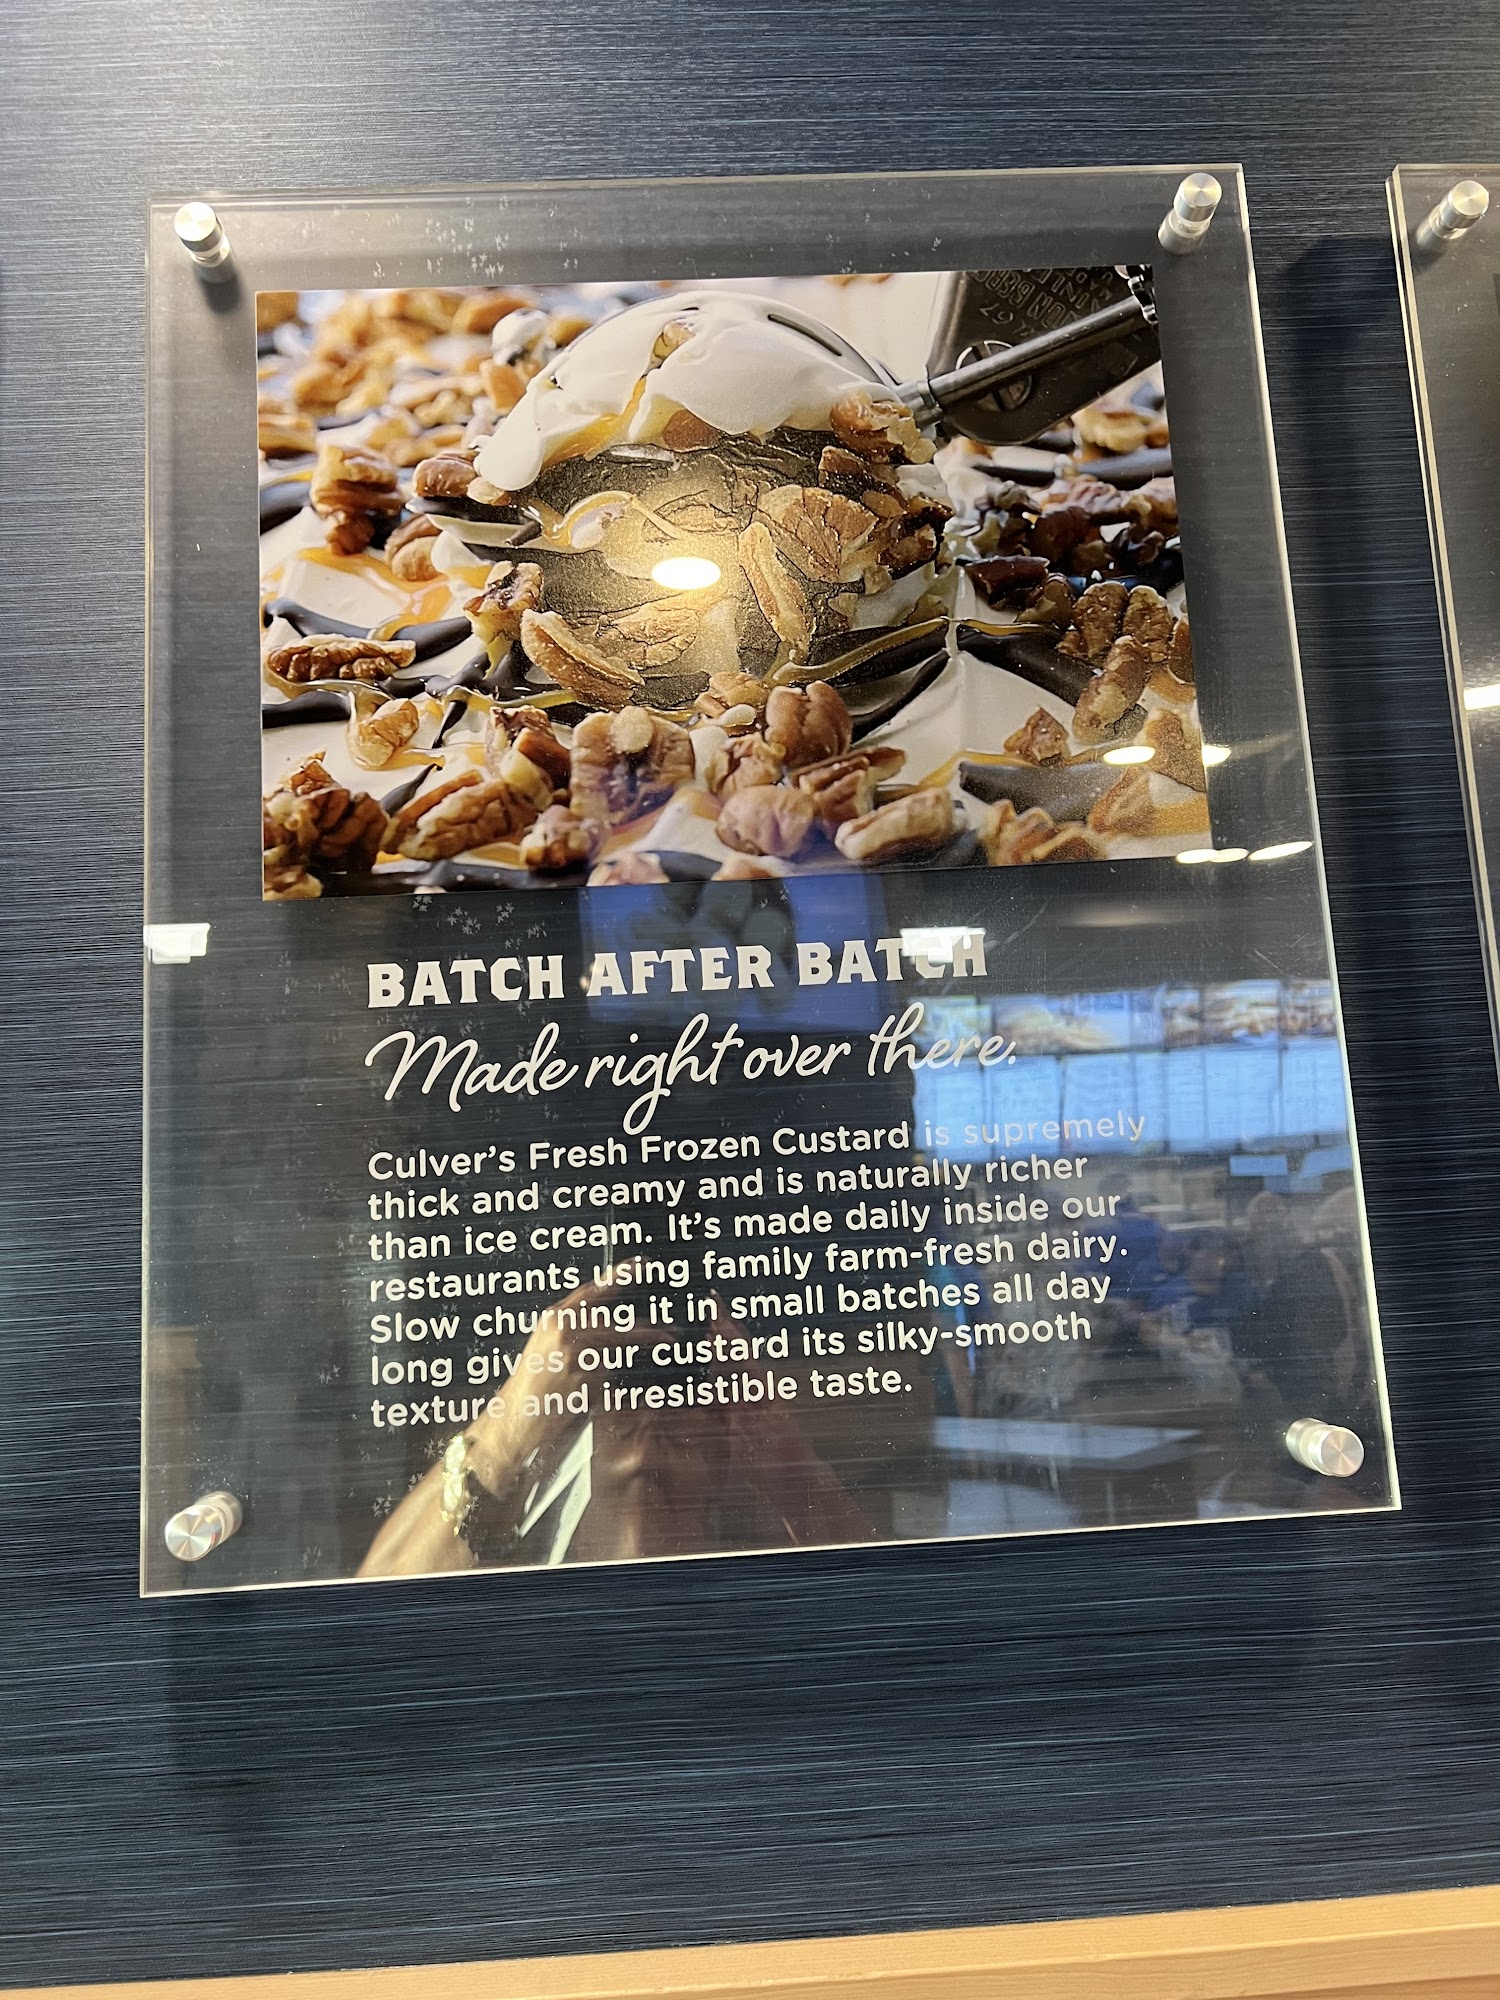 BATCH AFTER BATCH
Made right over there.
Culver's Fresh Frozen Custard is supremely
thick and creamy and is naturally richer
than ice cream. It's made daily inside our
restaurants using family farm-fresh dairy.
Slow churning it in small batches all day
long gives our custard its silky-smooth
texture and irresistible taste.